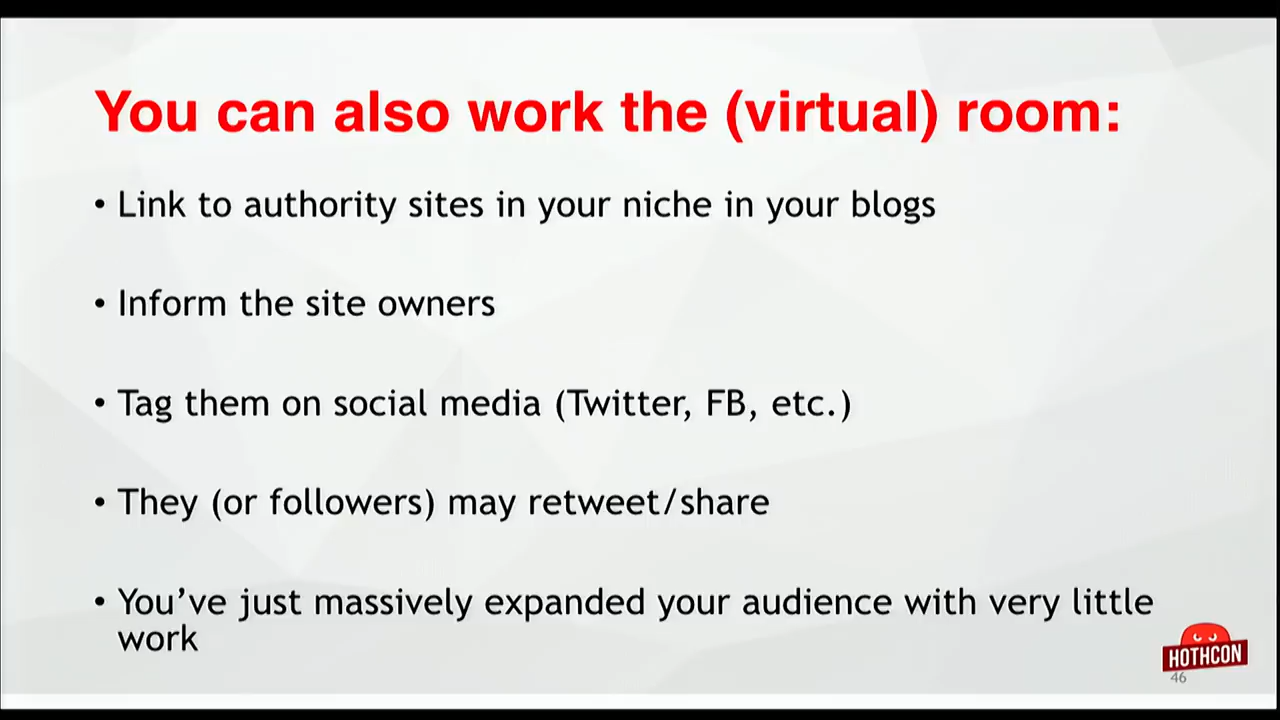 You can also work the (virtual) room:
• Link to authority sites in your niche in your blogs
• Inform the site owners
• Tag them on social media (Twitter, FB, etc.)
• They (or followers) may retweet/share
• You’ve just massively expanded your audience with very little
work
HOTHCON
46